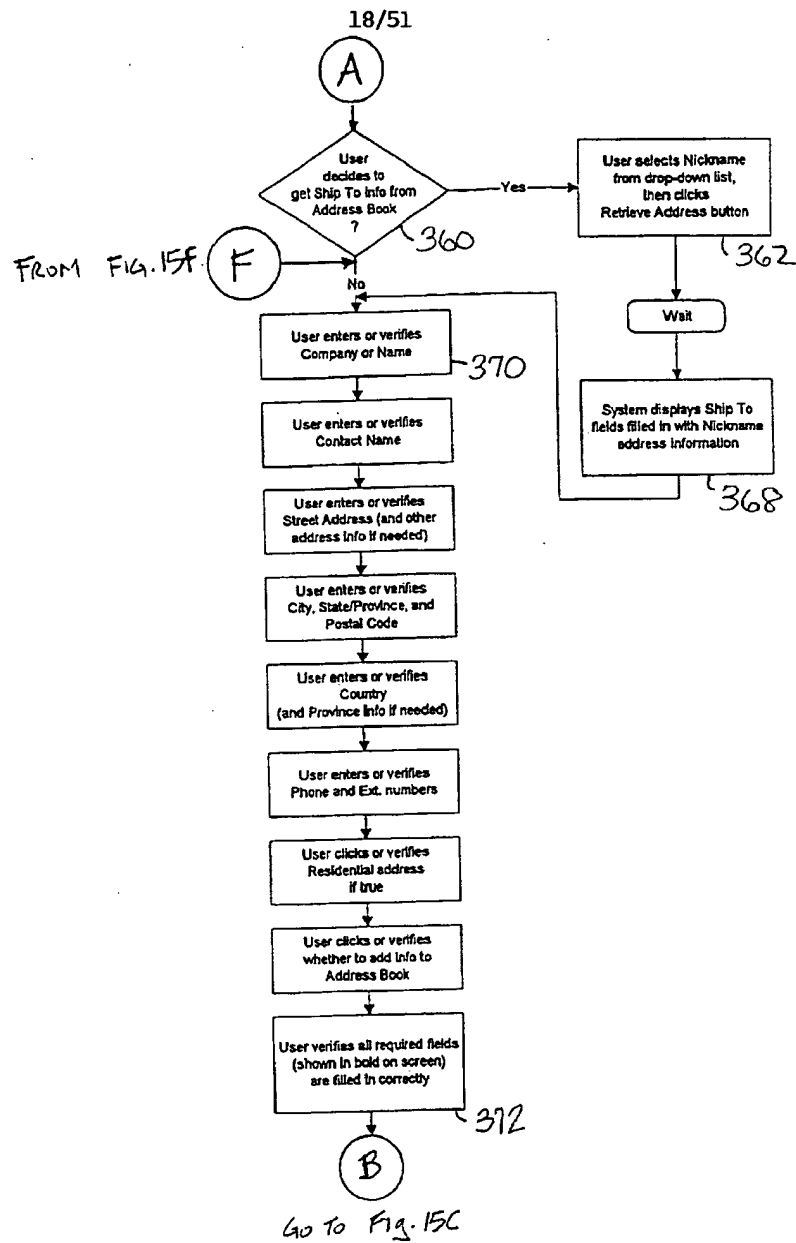 18/51
A
User
decides to
get Ship To Info from
Address Book
?
360
Yes
User selects Nickname
from drop-down list,
then clicks
Retrieve Address button
362
FROM FIG.15F.
F
No
Wait
User enters or verifies
Company or Name
370
System displays Ship To
fields filled in with Nickname
address information
368
User enters or verifies
Contact Name
User enters or verifies
Street Address (and other
address info if needed)
User enters or verifies
City, State/Province, and
Postal Code
User enters or verifies
Country
(and Province info if needed)
User enters or verifies
Phone and Ext. numbers
User clicks or verifies
Residential address
if true
User clicks or verifies
whether to add info to
Address Book
User verifies all required fields
(shown in bold on screen)
are filled in correctly
372
B
Go To Fig. 15C